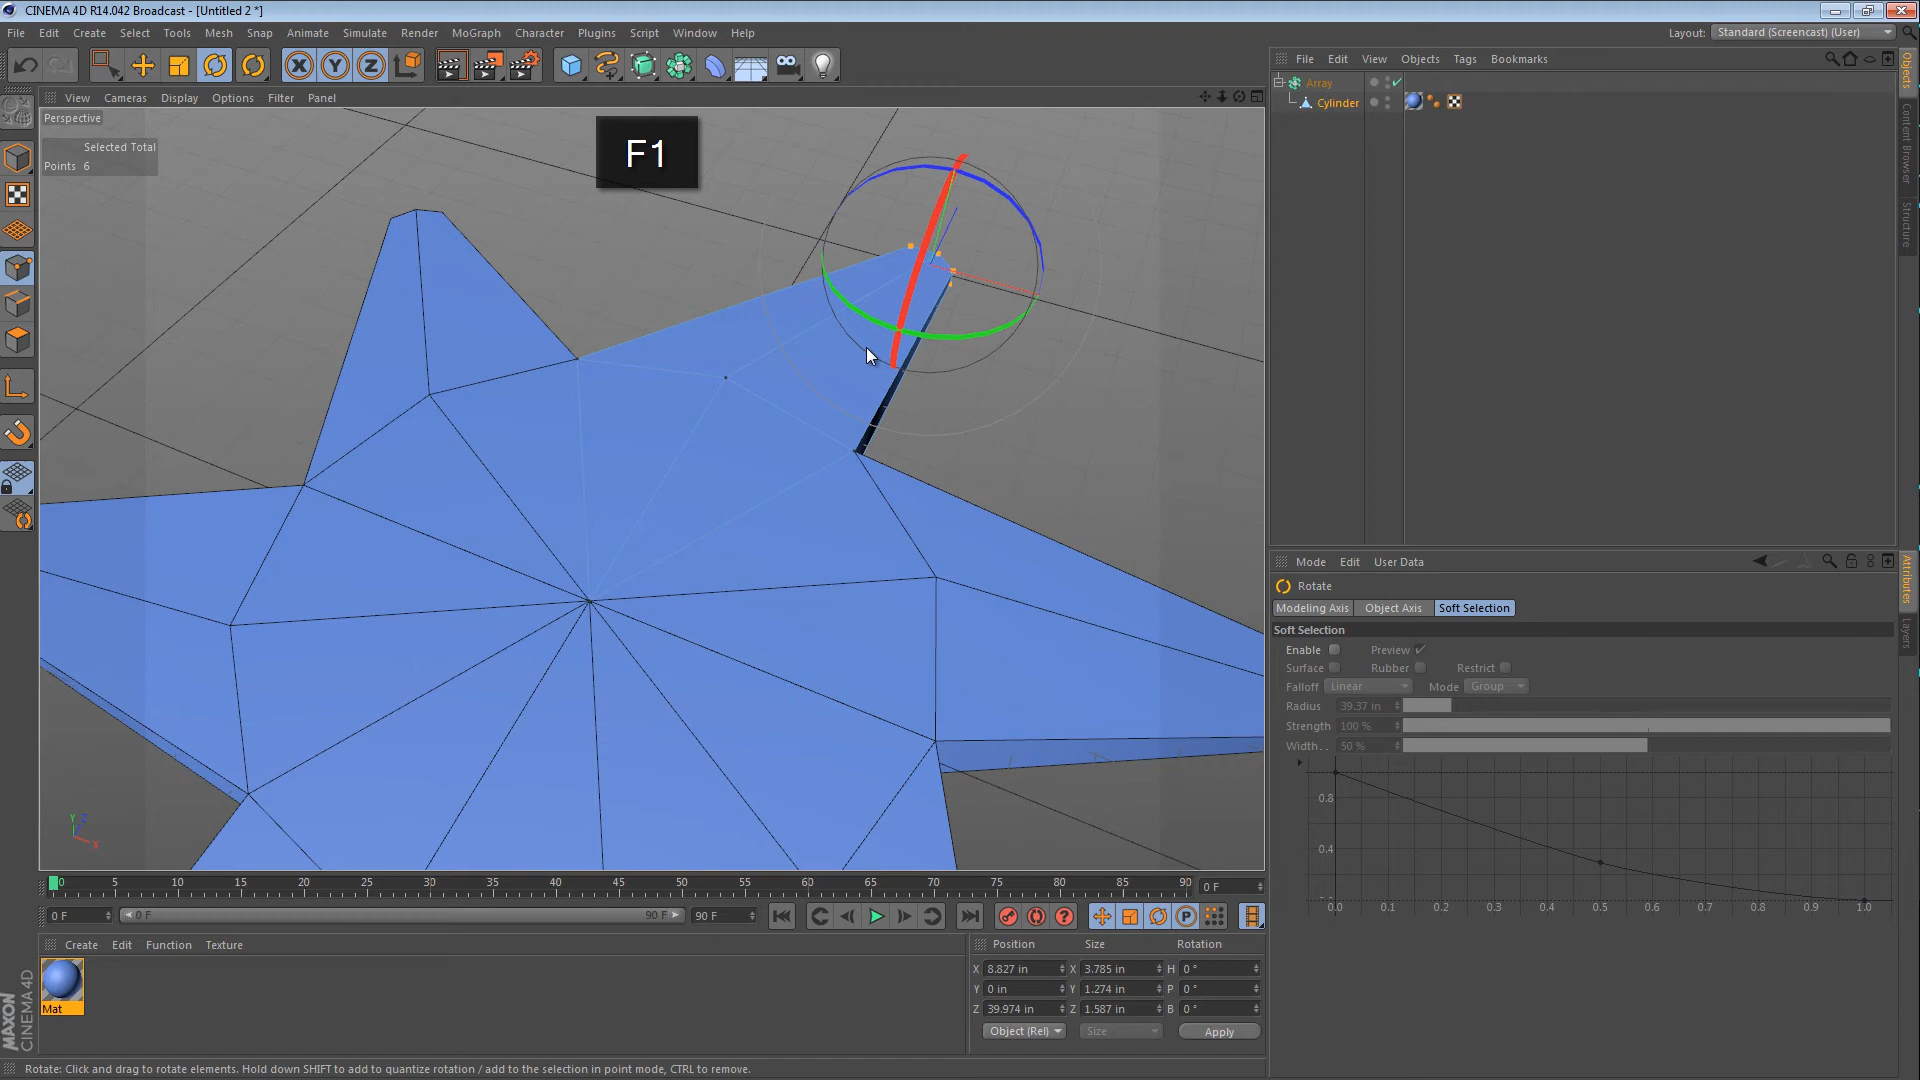 CINEMA 4D R14.042 Broadcast - [Untitled 2 *]
File Edit Create Select Tools Mesh Snap Animate Simulate Render MoGraph Character Plugins Script Window Help
Layout: Standard (Screencast) (User)
X Y Z
File Edit View Objects Tags Bookmarks
Array
Cylinder
Objects
Content Browser
Structure
View Cameras Display Options Filter Panel
Perspective
Selected Total
Points 6
F1
Y Z
X
Mode Edit User Data
Rotate
Modeling Axis Object Axis Soft Selection
Soft Selection
Enable Preview
Surface Rubber Restrict
Falloff Linear Mode Group
Radius 39.37 in
Strength 100 %
Width . . 50 %
0.8
0.4
0.0 0.1 0.2 0.3 0.4 0.5 0.6 0.7 0.8 0.9 1.0
Attributes
Layers
0 5 10 15 20 25 30 35 40 45 50 55 60 65 70 75 80 85 90 0 F
0 F 0 F 90 F 90 F
P
Create Edit Function Texture
Mat
MAXON
CINEMA 4D
Position Size Rotation
X 8.827 in X 3.785 in H 0 °
Y 0 in Y 1.274 in P 0 °
Z 39.974 in Z 1.587 in B 0 °
Object (Rel) Size Apply
Rotate: Click and drag to rotate elements. Hold down SHIFT to add to quantize rotation / add to the selection in point mode, CTRL to remove.